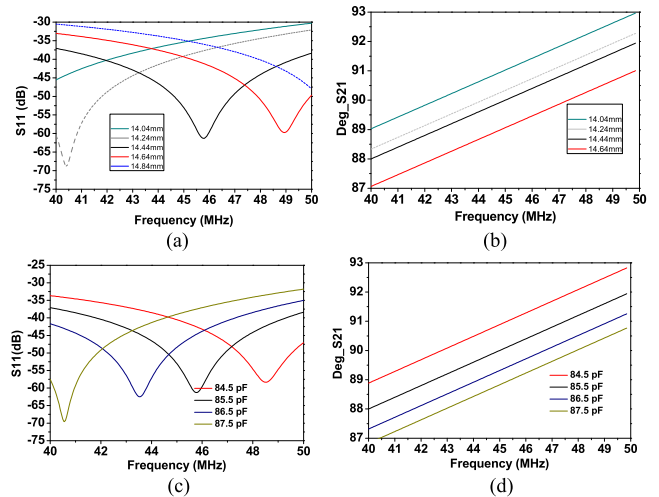 (a)
-30
-35
-40
-45
-50
-55
-60
-65
-70
-75
S11 (dB)
14.04mm
14.24mm
14.44mm
14.64mm
14.84mm
40 41 42 43 44 45 46 47 48 49 50
Frequency (MHz)
(a)
93
92
91
90
89
88
87
Deg_S21
14.04mm
14.24mm
14.44mm
14.64mm
40 41 42 43 44 45 46 47 48 49 50
Frequency (MHz)
(b)
-25
-30
-35
-40
-45
-50
-55
-60
-65
-70
-75
S11(dB)
84.5 pF
85.5 pF
86.5 pF
87.5 pF
40 42 44 46 48 50
Frequency (MHz)
(c)
93
92
91
90
89
88
87
Deg_S21
84.5 pF
85.5 pF
86.5 pF
87.5 pF
40 41 42 43 44 45 46 47 48 49 50
Frequency (MHz)
(d)